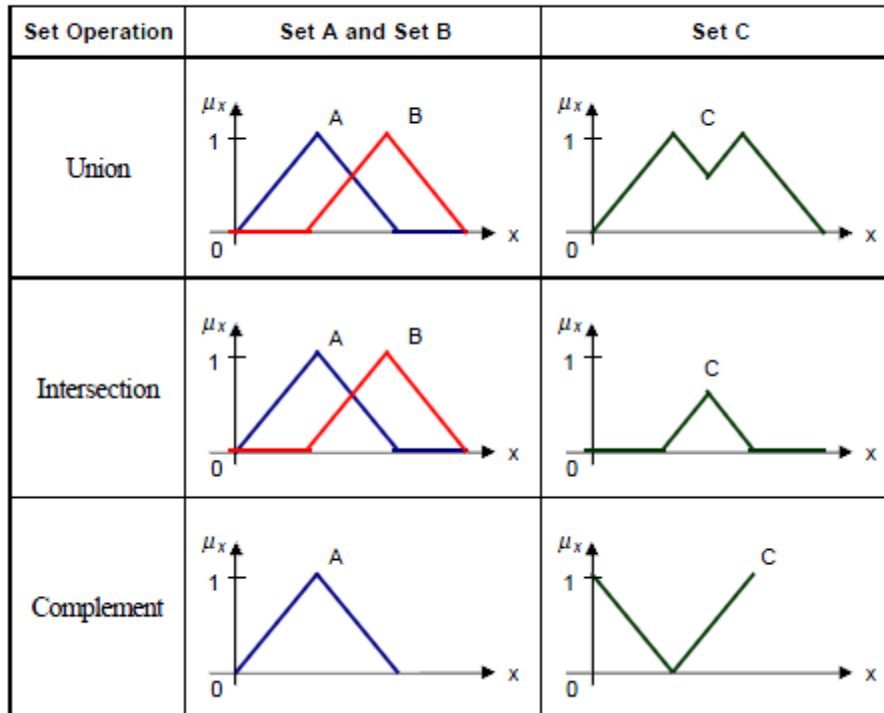 Set Operation Set A and Set B Set C
Union
μx
A B
1
0
x
μx
C
1
0
x
Intersection
μx
A B
1
0
x
μx
C
1
0
x
Complement
μx
A
1
0
x
μx
C
1
0
x